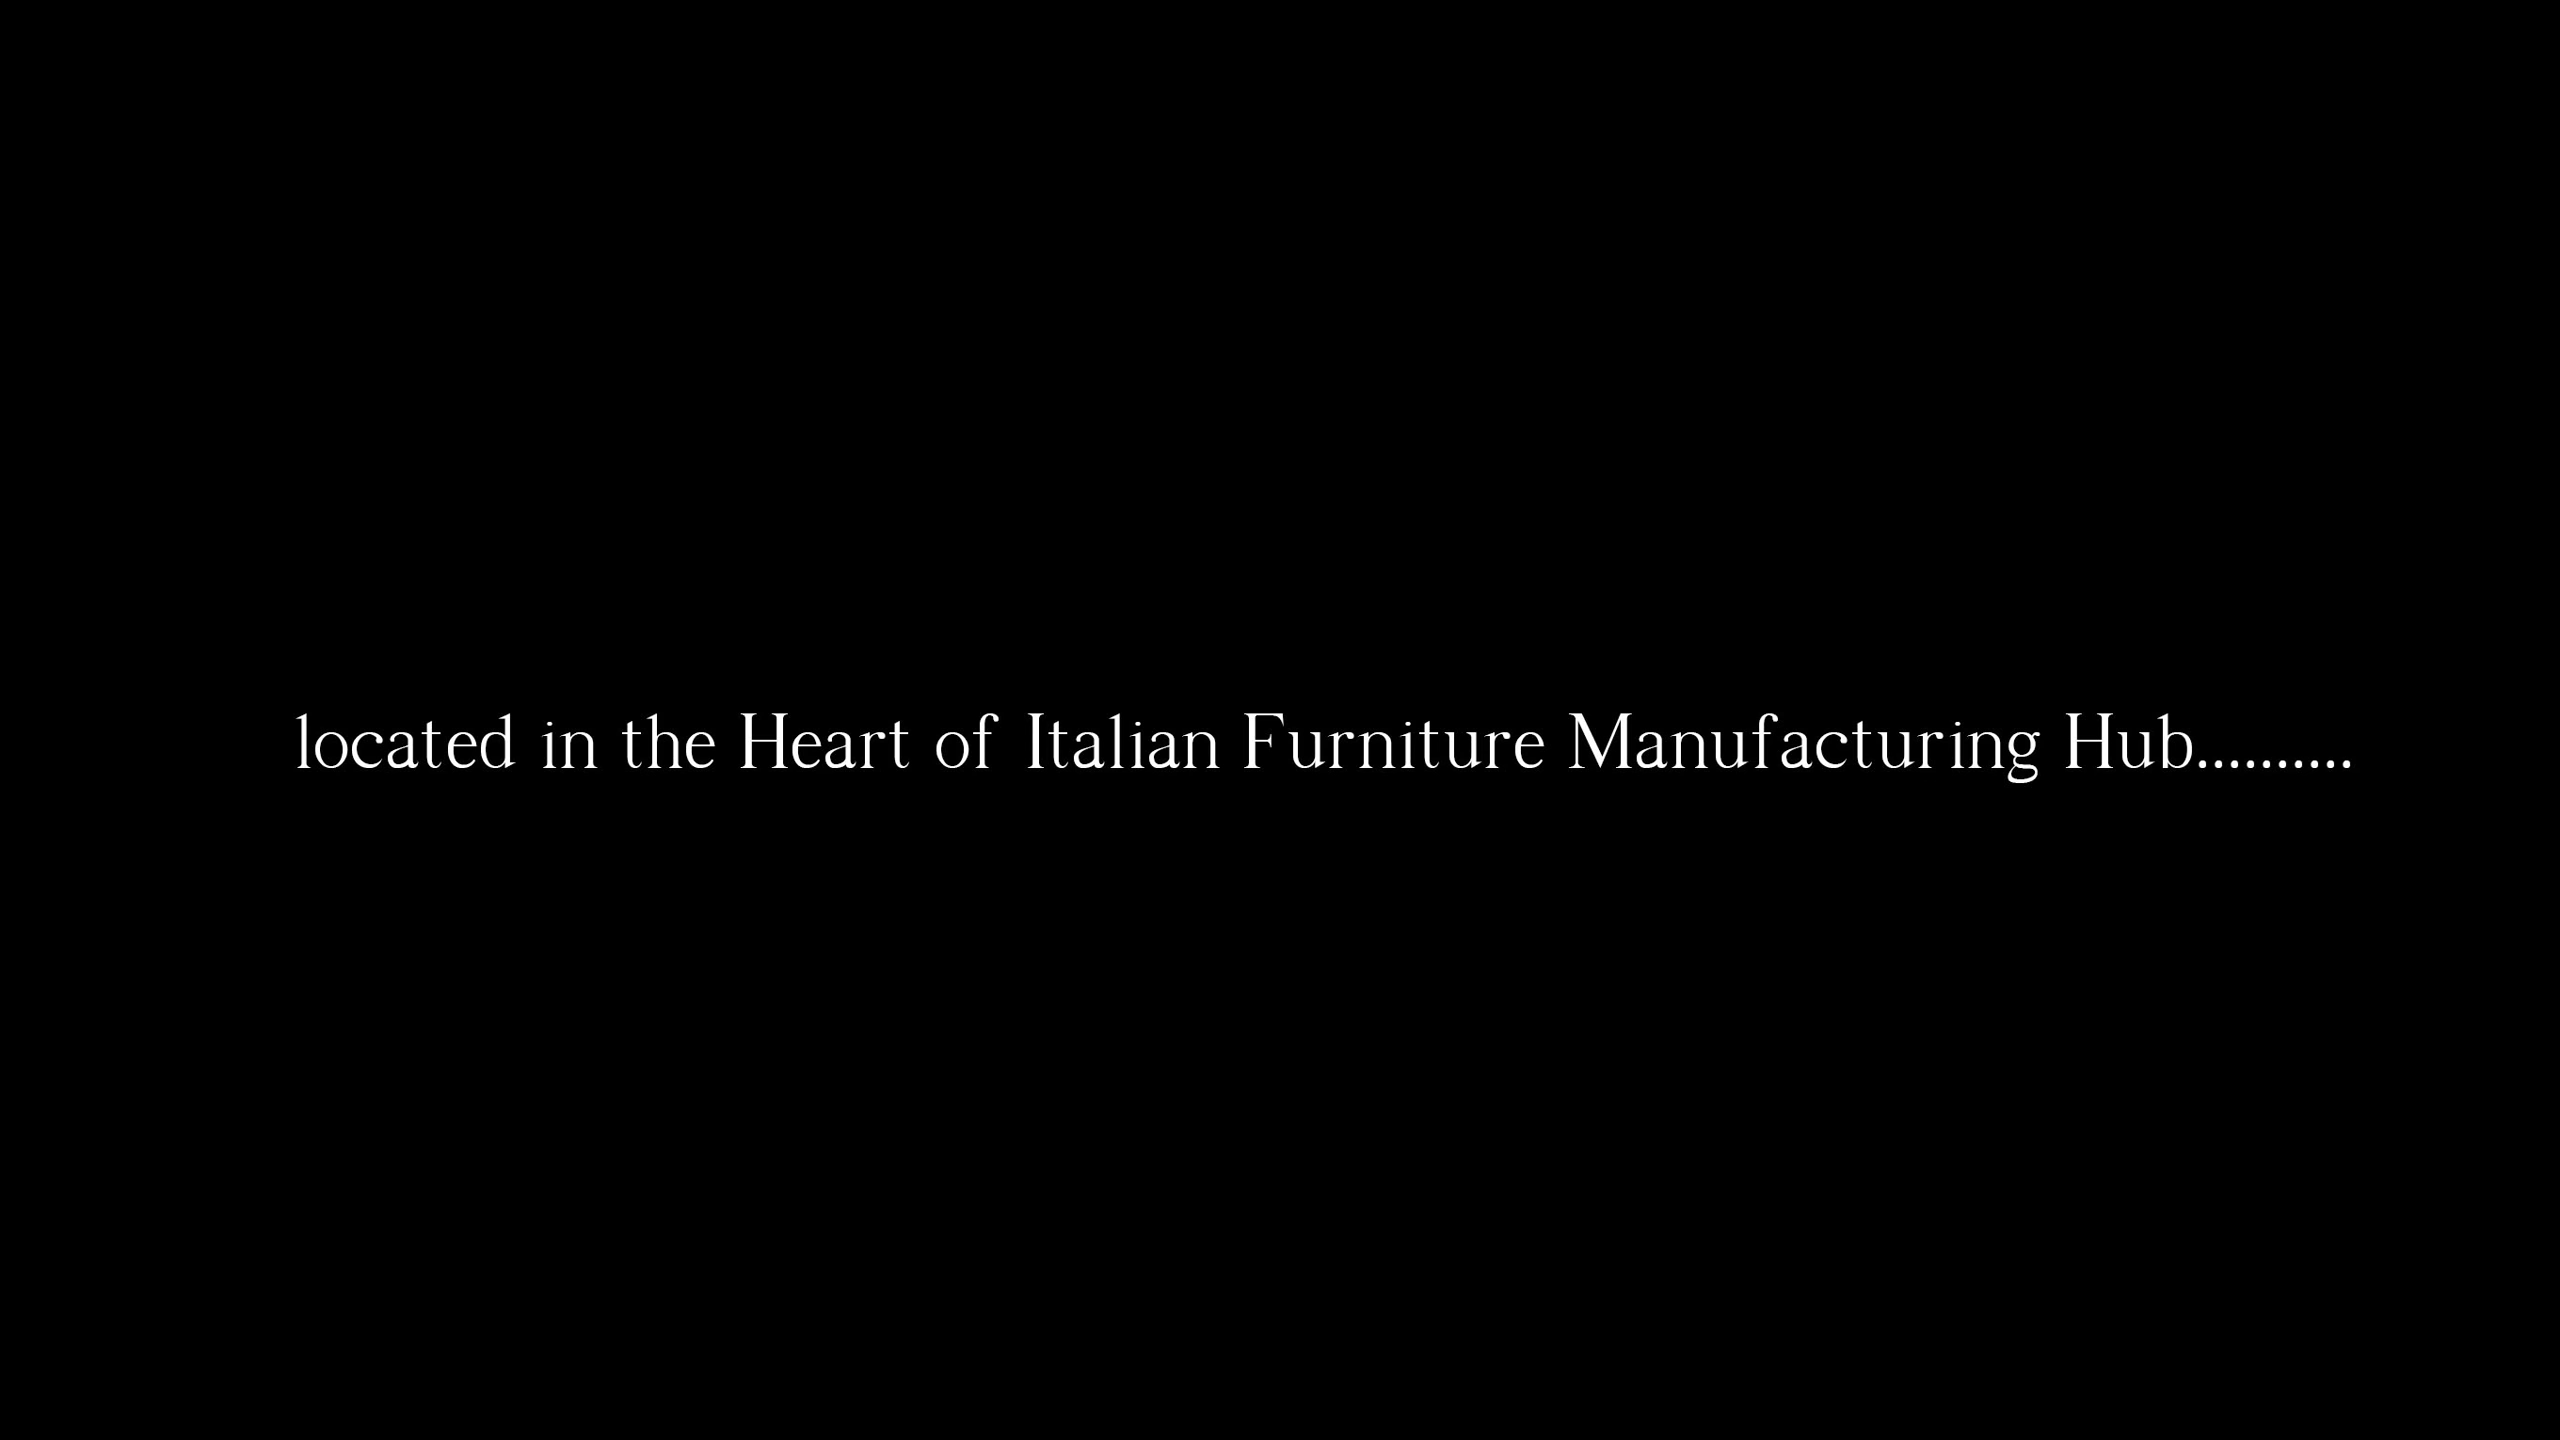 located in the Heart of Italian Furniture Manufacturing Hub..........